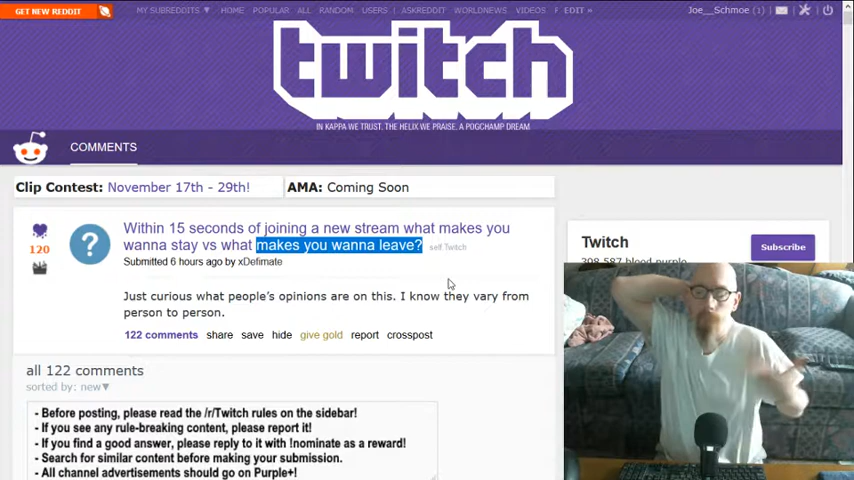 GET NEW REDDIT
MY SUBREDDITS ▼ HOME POPULAR ALL RANDOM USERS | ASKREDDIT WORLDNEWS VIDEOS F EDIT »
Joe__Schmoe (1)
twitch
IN KAPPA WE TRUST, THE HELIX WE PRAISE, A POGCHAMP DREAM
COMMENTS
Clip Contest: November 17th - 29th!
AMA: Coming Soon
120
?
Within 15 seconds of joining a new stream what makes you
wanna stay vs what makes you wanna leave? self.Twitch
Submitted 6 hours ago by xDefimate
Just curious what people's opinions are on this. I know they vary from
person to person.
122 comments share save hide give gold report crosspost
all 122 comments
sorted by: new▼
- Before posting, please read the /r/Twitch rules on the sidebar!
- If you see any rule-breaking content, please report it!
- If you find a good answer, please reply to it with !nominate as a reward!
- Search for similar content before making your submission.
- All channel advertisements should go on Purple+!
Twitch
Subscribe
398,587 blood purple